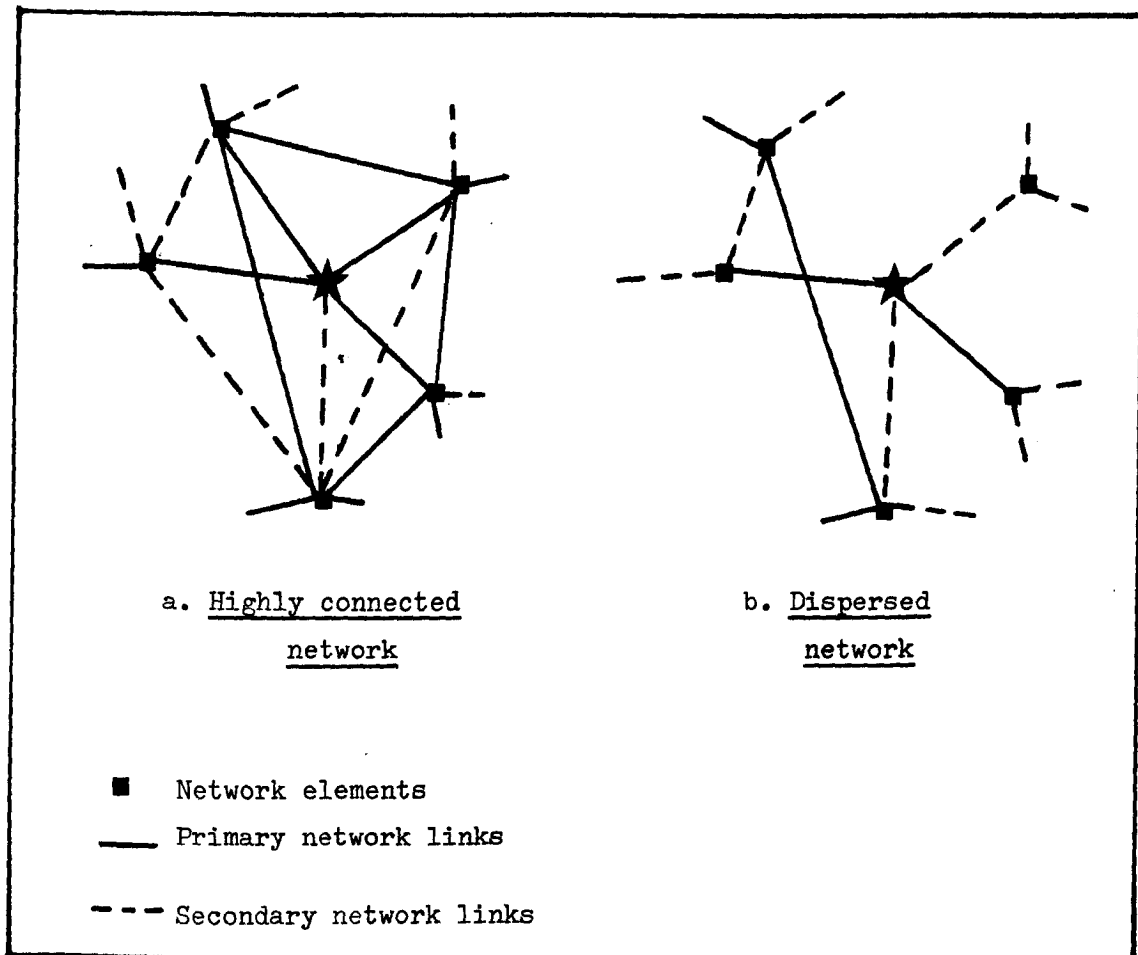 a. Highly connected
network
b. Dispersed
network
Network elements
Primary network links
Secondary network links